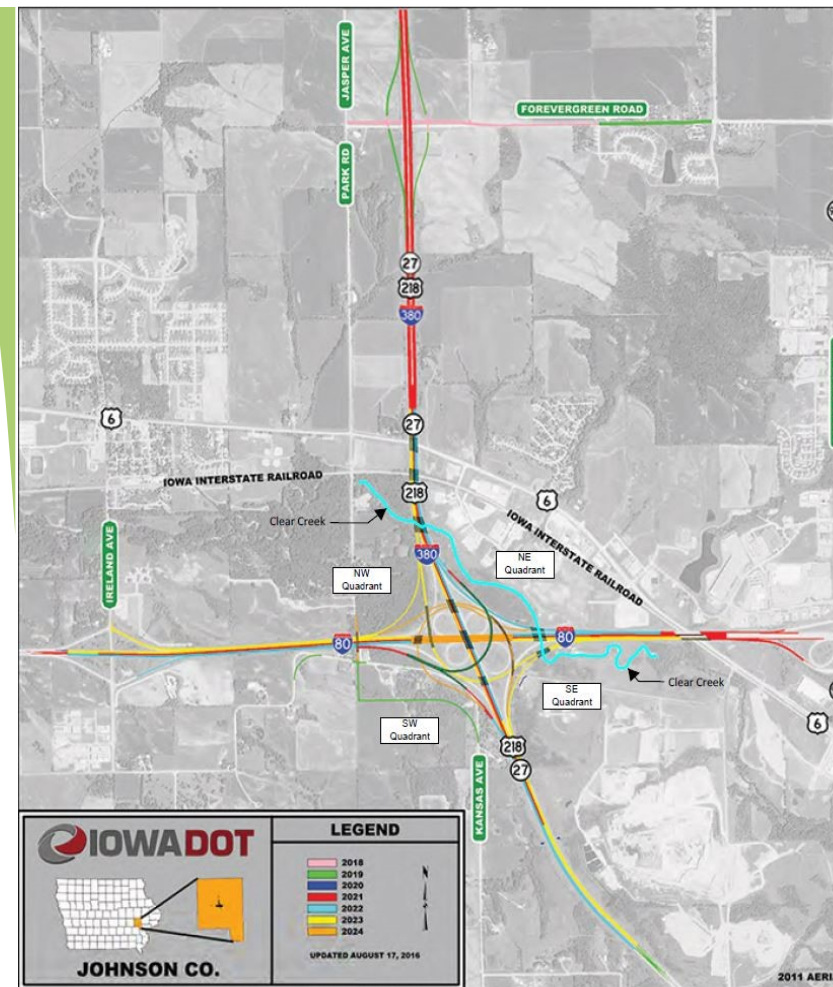 JASPER AVE
FOREVERGREEN ROAD
PARK RD
27
218
380
6
27
IOWA INTERSTATE RAILROAD
218
6
Clear Creek
IOWA INTERSTATE RAILROAD
380
NE
Quadrant
NW
Quadrant
IRELAND AVE
80
80
SE
Quadrant
Clear Creek
SW
Quadrant
6
218
27
KANSAS AVE
IOWADOT
JOHNSON CO.
LEGEND
2018
2019
2020
2021
2022
2023
2024
N
UPDATED AUGUST 17, 2016
2011 AERI